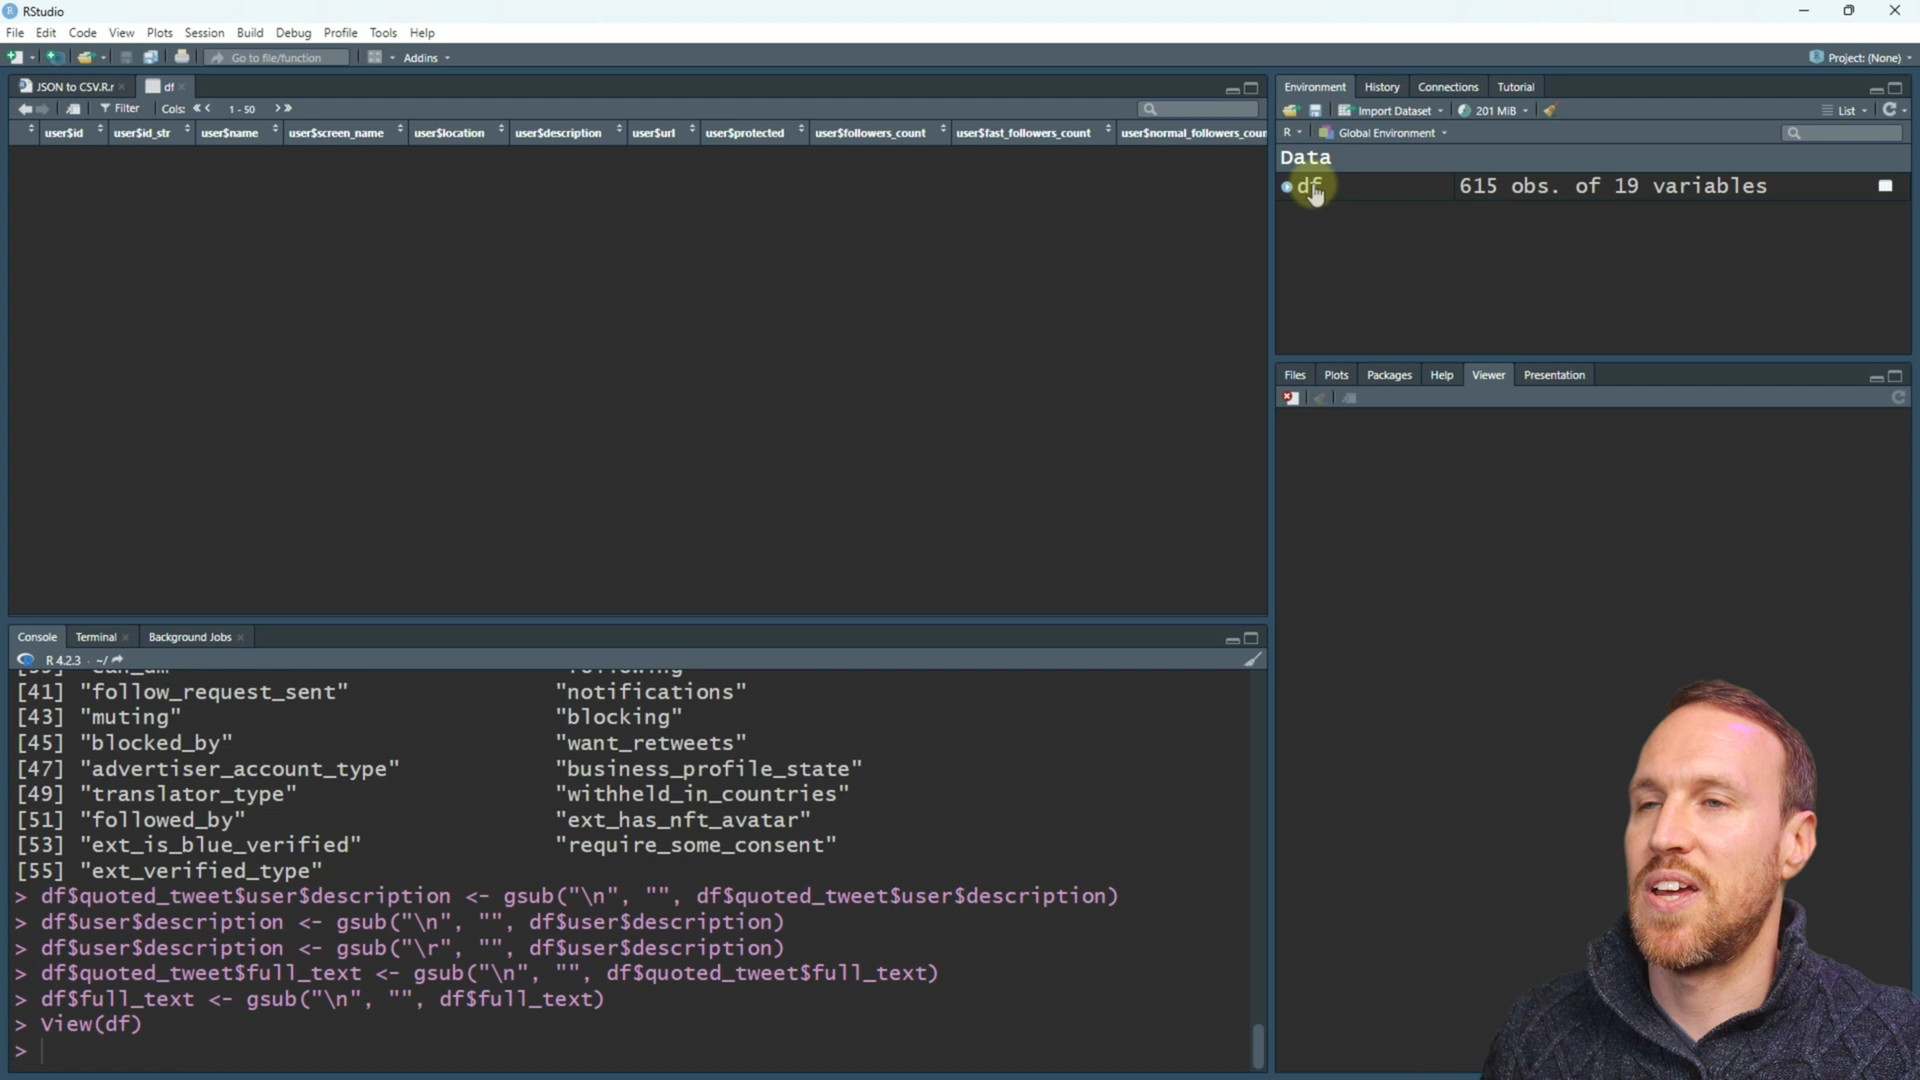 RStudio
File Edit Code View Plots Session Build Debug Profile Tools Help
Go to file/function Addins Project: (None)
JSON to CSV.R.r df
Filter Cols: 1 - 50
user$id user$id_str user$name user$screen_name user$location user$description user$url user$protected user$followers_count user$fast_followers_count user$normal_followers_coun
Environment History Connections Tutorial
Import Dataset 201 MiB List
R Global Environment
Data
df 615 obs. of 19 variables
Files Plots Packages Help Viewer Presentation
Console Terminal Background Jobs
R 4.2.3 · ~/
[41] "follow_request_sent" "notifications"
[43] "muting" "blocking"
[45] "blocked_by" "want_retweets"
[47] "advertiser_account_type" "business_profile_state"
[49] "translator_type" "withheld_in_countries"
[51] "followed_by" "ext_has_nft_avatar"
[53] "ext_is_blue_verified" "require_some_consent"
[55] "ext_verified_type"
> df$quoted_tweet$user$description <- gsub("\n", "", df$quoted_tweet$user$description)
> df$user$description <- gsub("\n", "", df$user$description)
> df$user$description <- gsub("\r", "", df$user$description)
> df$quoted_tweet$full_text <- gsub("\n", "", df$quoted_tweet$full_text)
> df$full_text <- gsub("\n", "", df$full_text)
> View(df)
>